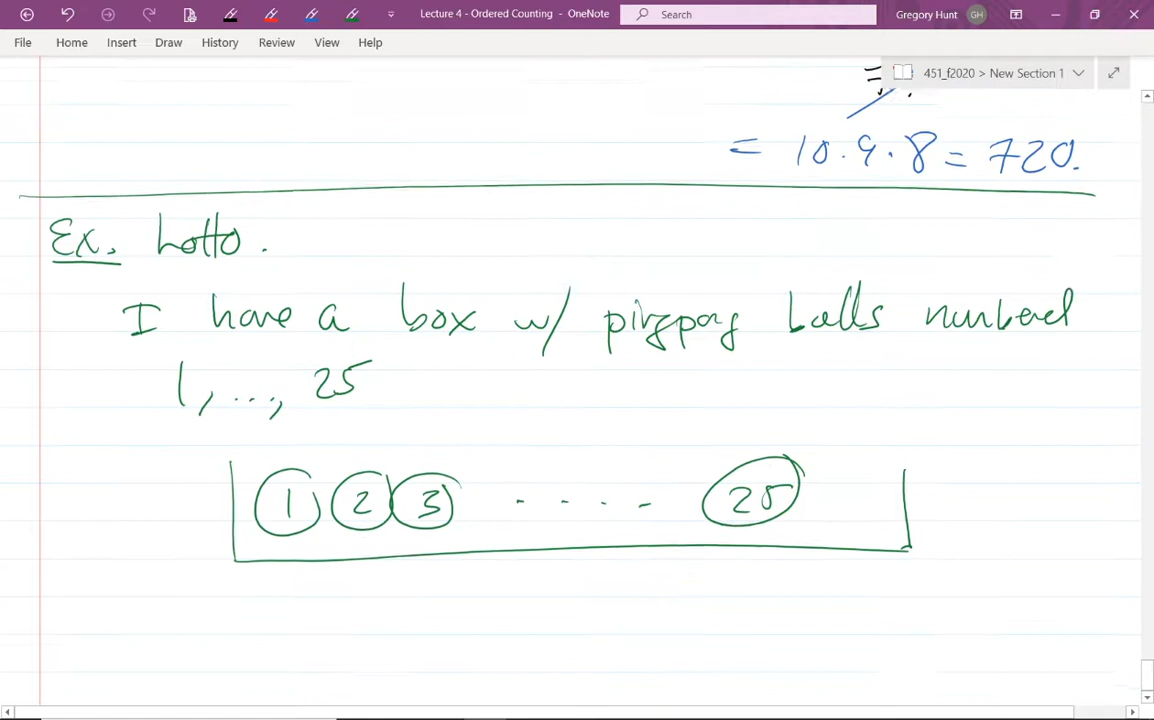 Lecture 4 - Ordered Counting - OneNote
Search
Gregory Hunt
GH
File Home Insert Draw History Review View Help
451_f2020 > New Section 1
= 10.9.8 = 720.
Ex. Lotto.
I have a box w/ pingpong balls numbered
1, ..., 25
1 2 3 ..... 25